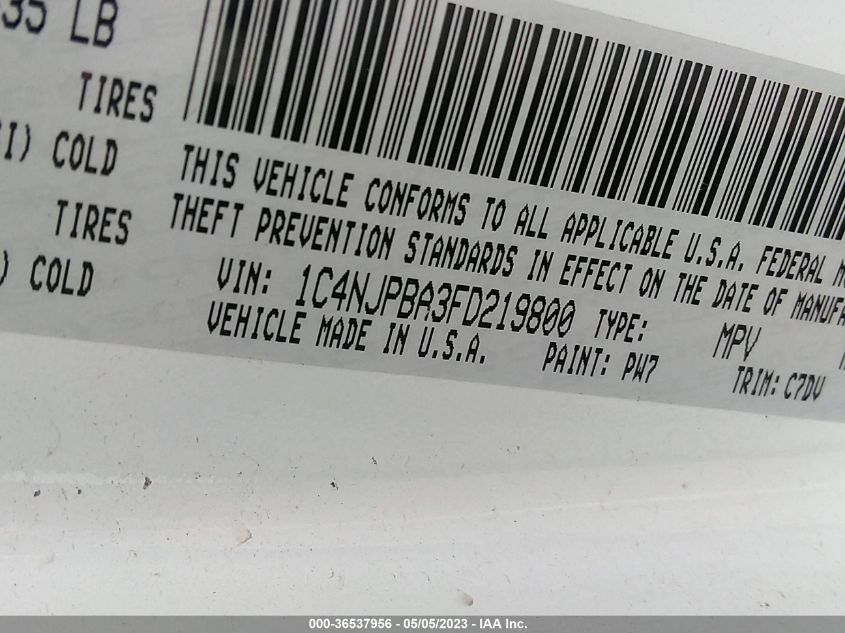 35 LB
TIRES
I) COLD
TIRES
) COLD
THIS VEHICLE CONFORMS TO ALL APPLICABLE U.S.A. FEDERAL
THEFT PREVENTION STANDARDS IN EFFECT ON THE DATE OF MANUFA
VIN: 1C4NJPBA3FD219800 TYPE: MPV
VEHICLE MADE IN U.S.A. PAINT: PW7 TRIM: C7DV
000-36537956 - 05/05/2023 - IAA Inc.